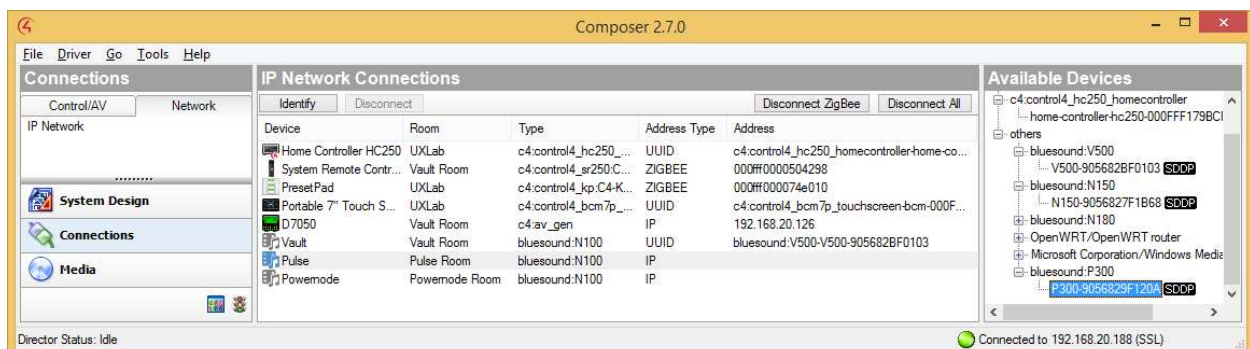 Composer 2.7.0
File Driver Go Tools Help
Connections
Control/AV Network
IP Network
System Design
Connections
Media
IP Network Connections
Identify Disconnect Disconnect ZigBee Disconnect All
Device Room Type Address Type Address
Home Controller HC250 UXLab c4:control4_hc250_... UUID c4:control4_hc250_homecontroller-home-co...
System Remote Contr... Vault Room c4:control4_sr250:C... ZIGBEE 000fff0000504298
PresetPad UXLab c4:control4_kp:C4-K... ZIGBEE 000fff000074e010
Portable 7" Touch S... UXLab c4:control4_bcm7p_... UUID c4:control4_bcm7p_touchscreen-bcm-000F...
D7050 Vault Room c4:av_gen IP 192.168.20.126
Vault Vault Room bluesound:N100 UUID bluesound:V500-V500-905682BF0103
Pulse Pulse Room bluesound:N100 IP
Powernode Powernode Room bluesound:N100 IP
Available Devices
c4:control4_hc250_homecontroller
home-controller-hc250-000FFF179BCI
others
bluesound:V500
V500-905682BF0103 SDDP
bluesound:N150
N150-9056827F1B68 SDDP
bluesound:N180
OpenWRT/OpenWRT router
Microsoft Corporation/Windows Media
bluesound:P300
P300-9056829F120A SDDP
Director Status: Idle
Connected to 192.168.20.188 (SSL)